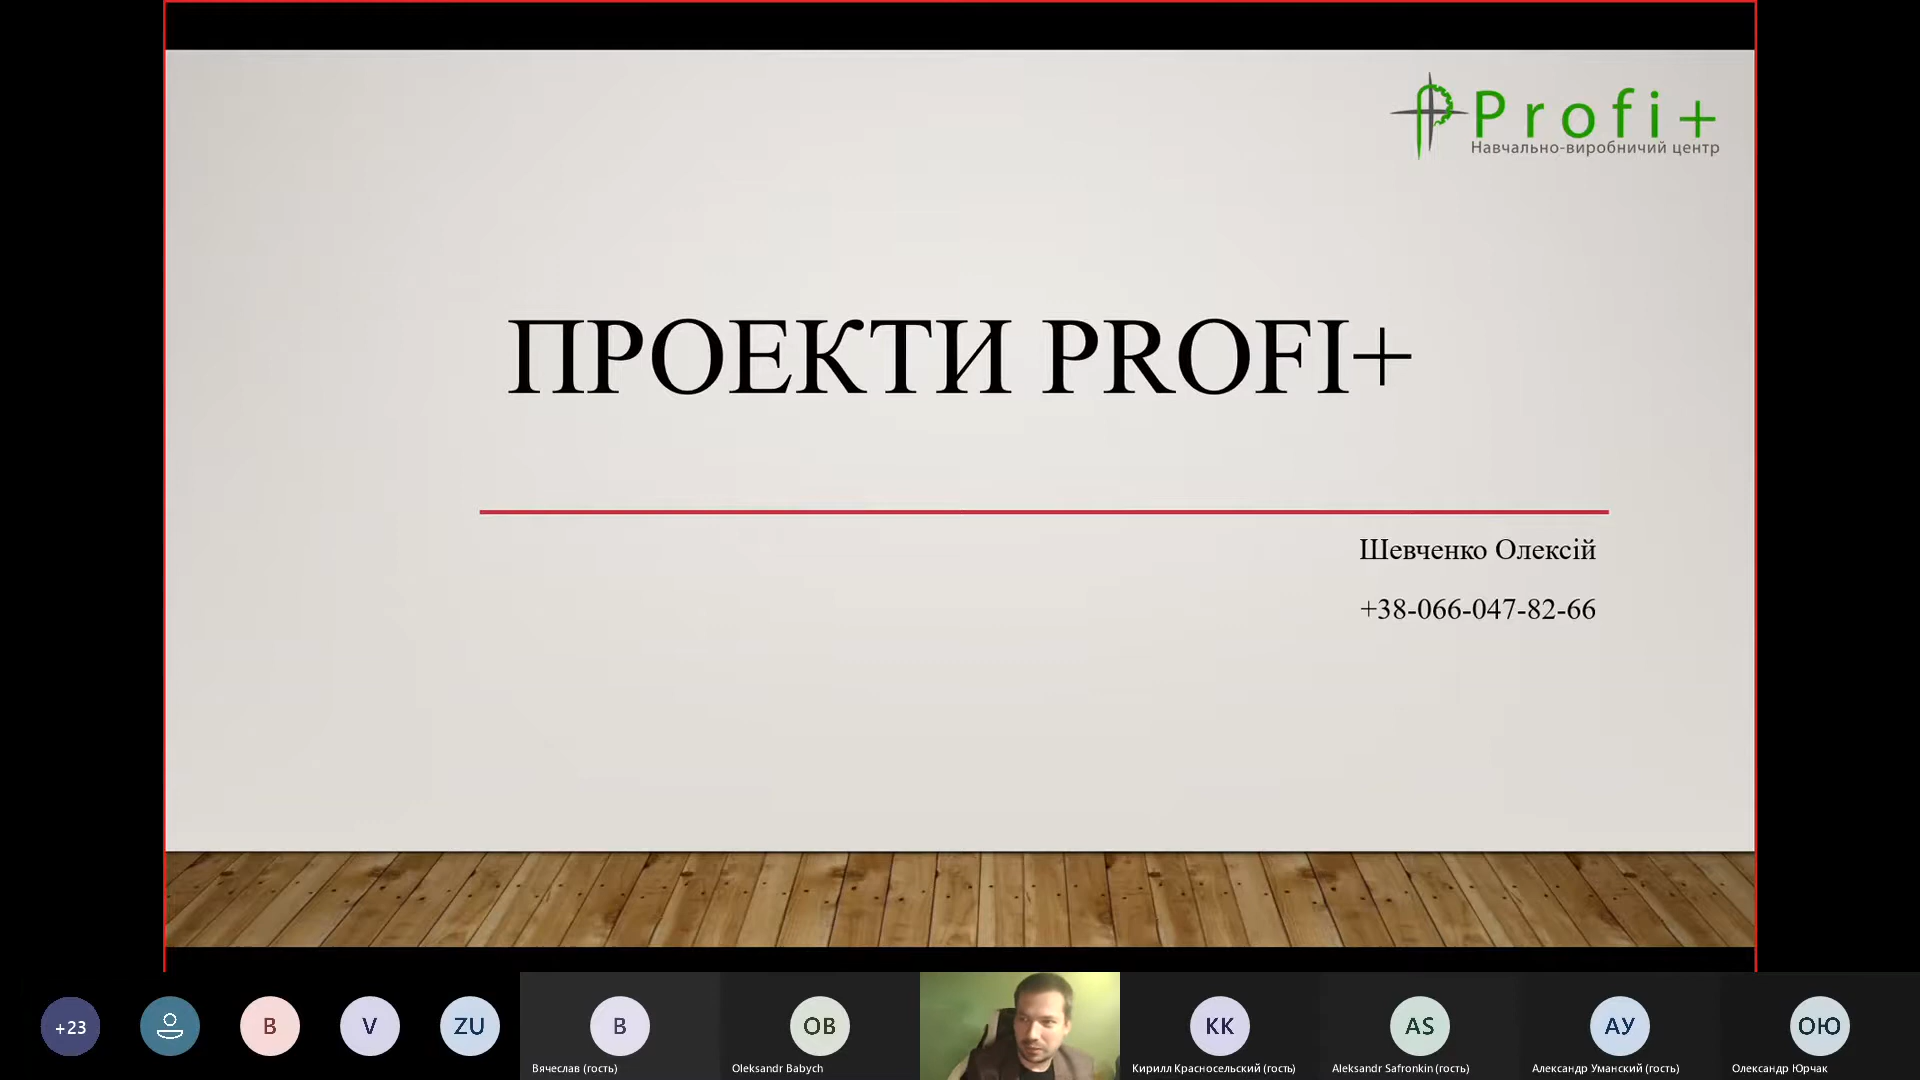 Profi+
Навчально-виробничий центр
ПРОЕКТИ PROFI+
Шевченко Олексій
+38-066-047-82-66
+23
B
V
ZU
В
OB
КК
AS
АУ
ОЮ
Вячеслав (гость)
Oleksandr Babych
Кирилл Красносельский (гость)
Aleksandr Safronkin (гость)
Александр Уманский (гость)
Олександр Юрчак